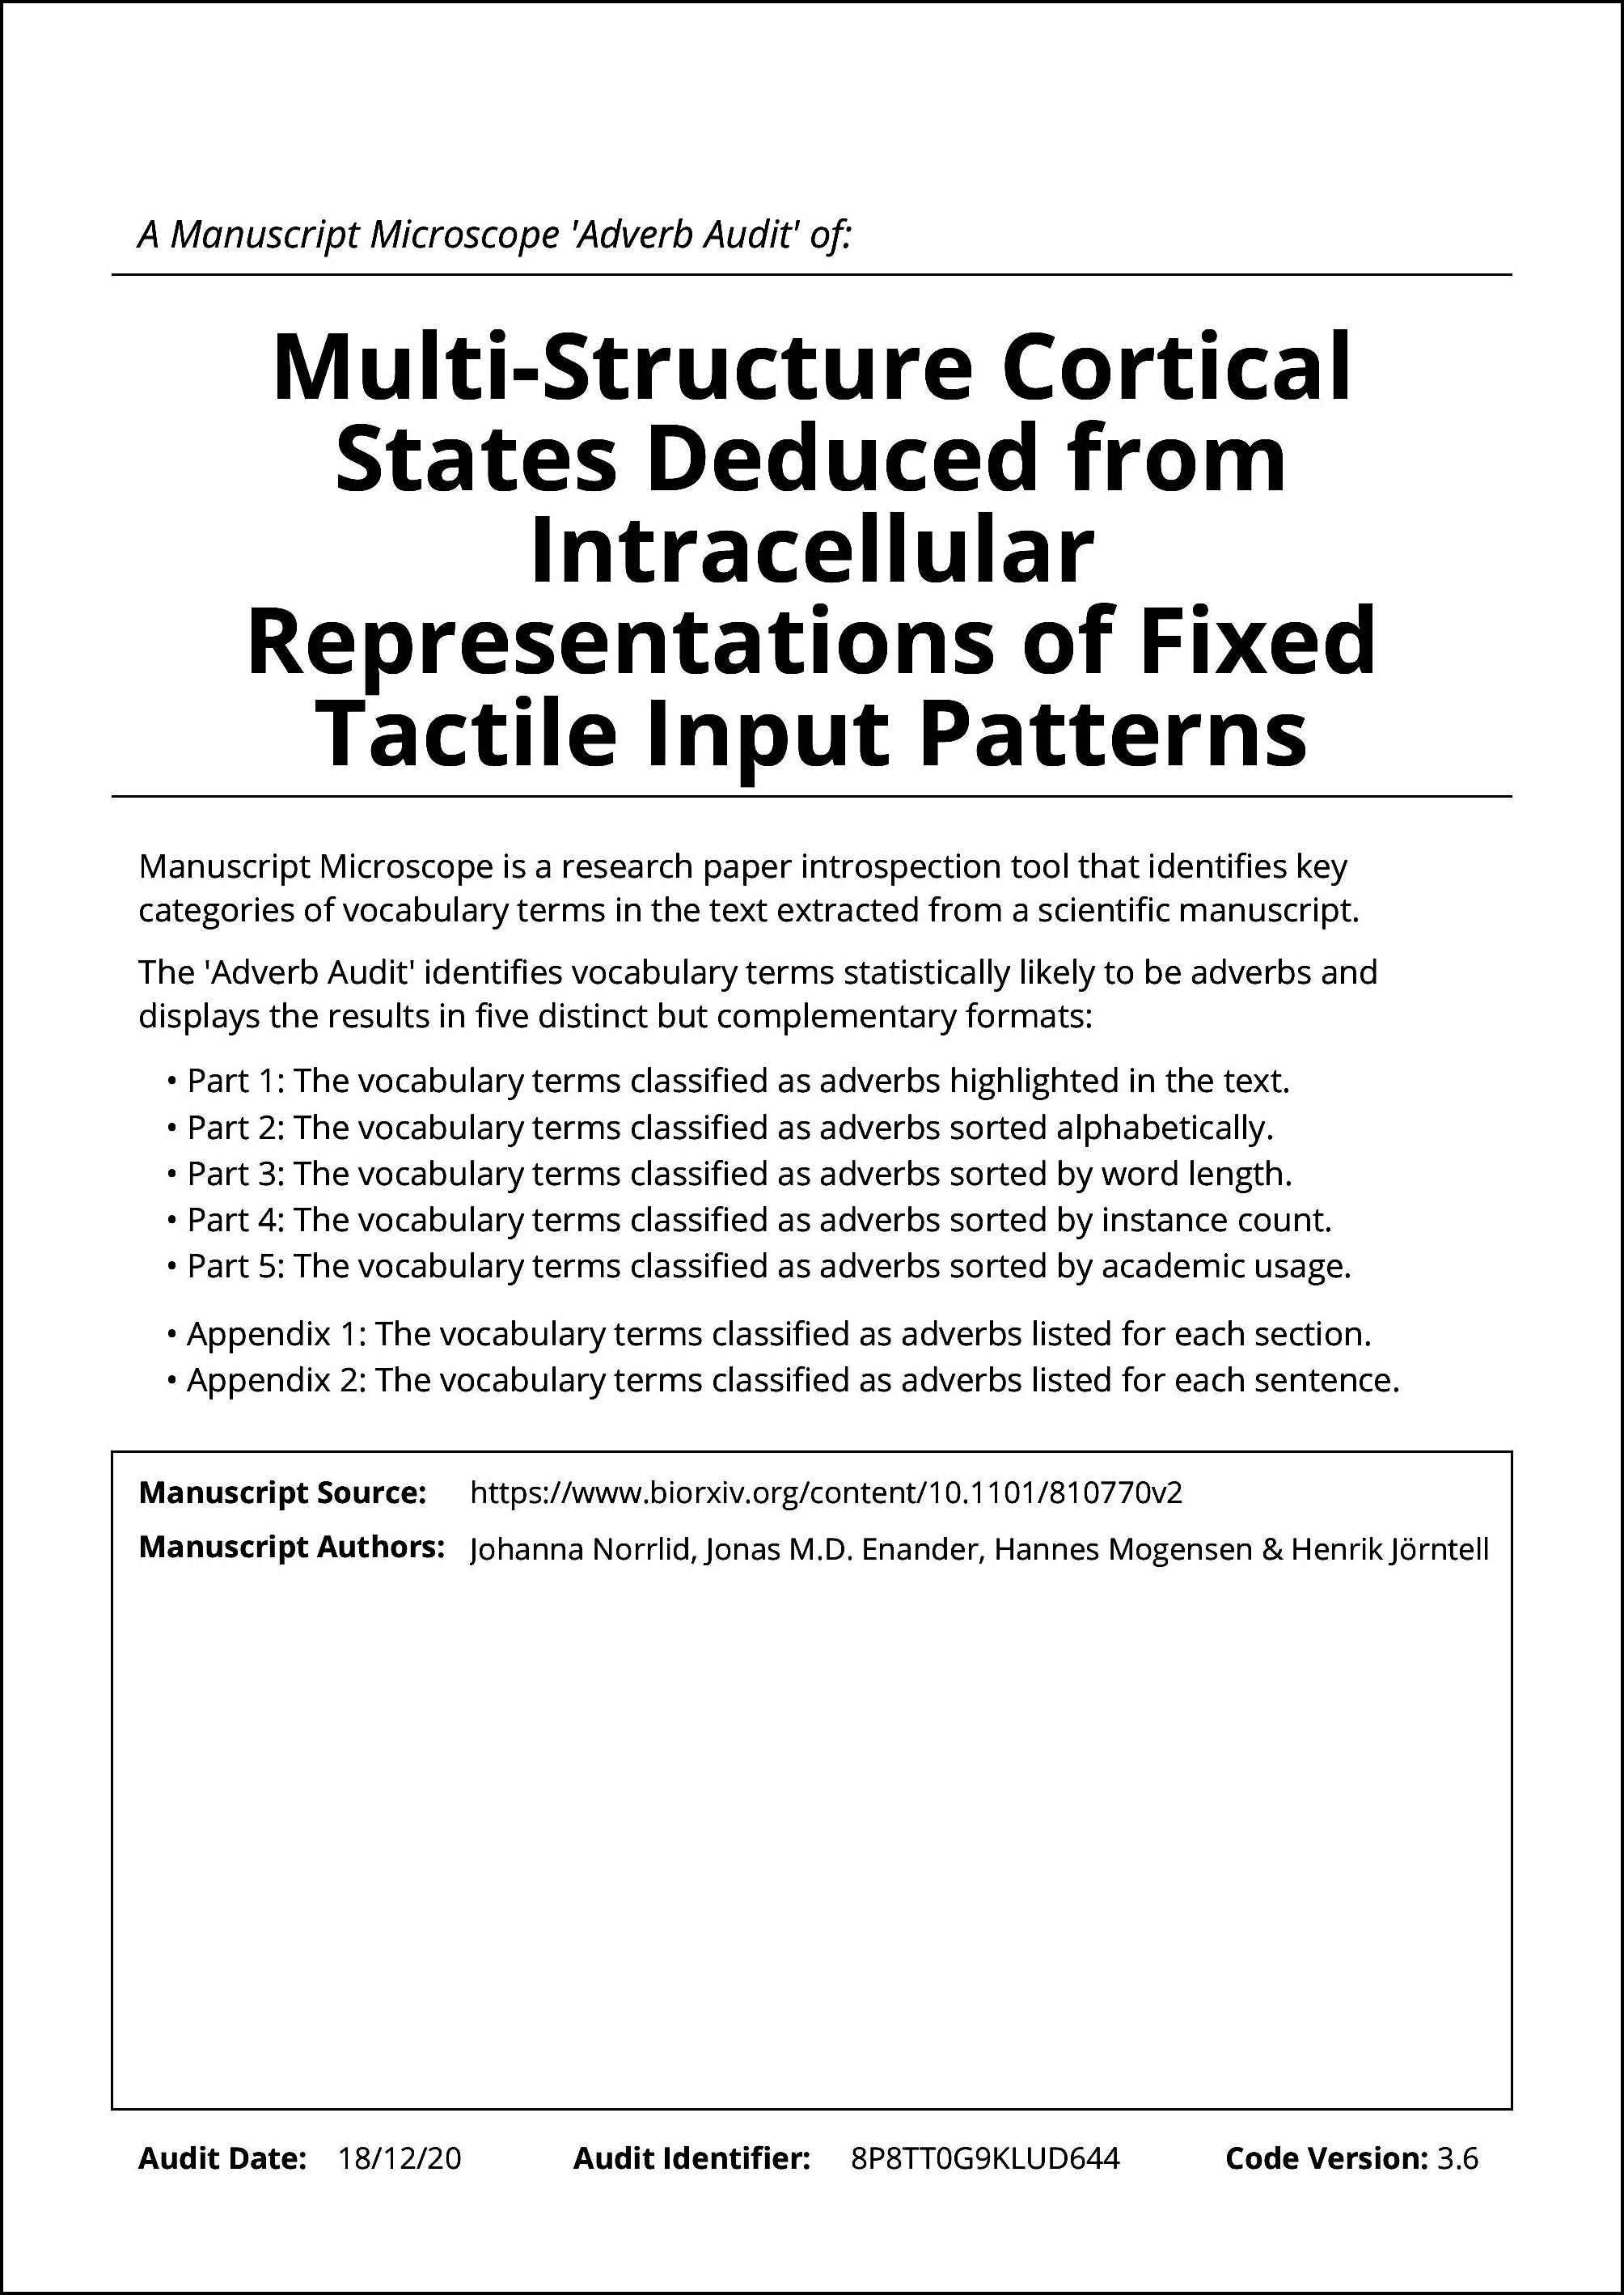 A Manuscript Microscope 'Adverb Audit' of:
Multi-Structure Cortical
States Deduced from
Intracellular
Representations of Fixed
Tactile Input Patterns
Manuscript Microscope is a research paper introspection tool that identifies key
categories of vocabulary terms in the text extracted from a scientific manuscript.
The 'Adverb Audit' identifies vocabulary terms statistically likely to be adverbs and
displays the results in five distinct but complementary formats:
• Part 1: The vocabulary terms classified as adverbs highlighted in the text.
• Part 2: The vocabulary terms classified as adverbs sorted alphabetically.
• Part 3: The vocabulary terms classified as adverbs sorted by word length.
• Part 4: The vocabulary terms classified as adverbs sorted by instance count.
• Part 5: The vocabulary terms classified as adverbs sorted by academic usage.
• Appendix 1: The vocabulary terms classified as adverbs listed for each section.
• Appendix 2: The vocabulary terms classified as adverbs listed for each sentence.
Manuscript Source: https://www.biorxiv.org/content/10.1101/810770v2
Manuscript Authors: Johanna Norrlid, Jonas M.D. Enander, Hannes Mogensen & Henrik Jörntell
Audit Date: 18/12/20 Audit Identifier: 8P8TT0G9KLUD644 Code Version: 3.6